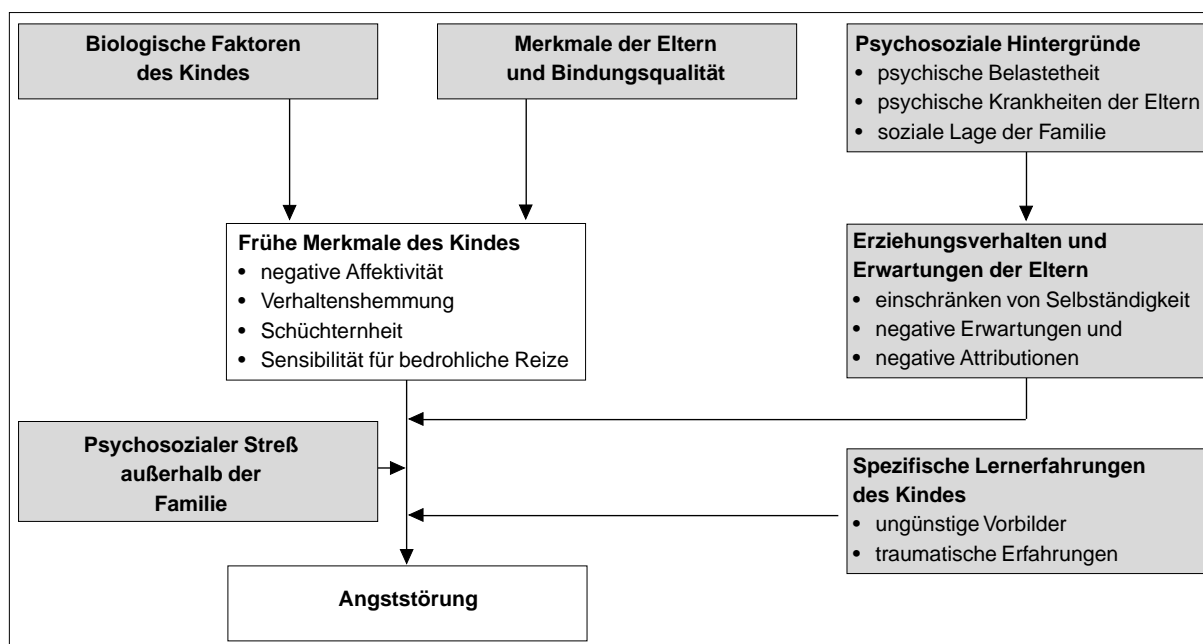 Biologische Faktoren
des Kindes
Merkmale der Eltern
und Bindungsqualität
Psychosoziale Hintergründe
• psychische Belastetheit
• psychische Krankheiten der Eltern
• soziale Lage der Familie
Frühe Merkmale des Kindes
• negative Affektivität
• Verhaltenshemmung
• Schüchternheit
• Sensibilität für bedrohliche Reize
Erziehungsverhalten und
Erwartungen der Eltern
• einschränken von Selbständigkeit
• negative Erwartungen und
• negative Attributionen
Psychosozialer Streß
außerhalb der
Familie
Spezifische Lernerfahrungen
des Kindes
• ungünstige Vorbilder
• traumatische Erfahrungen
Angststörung